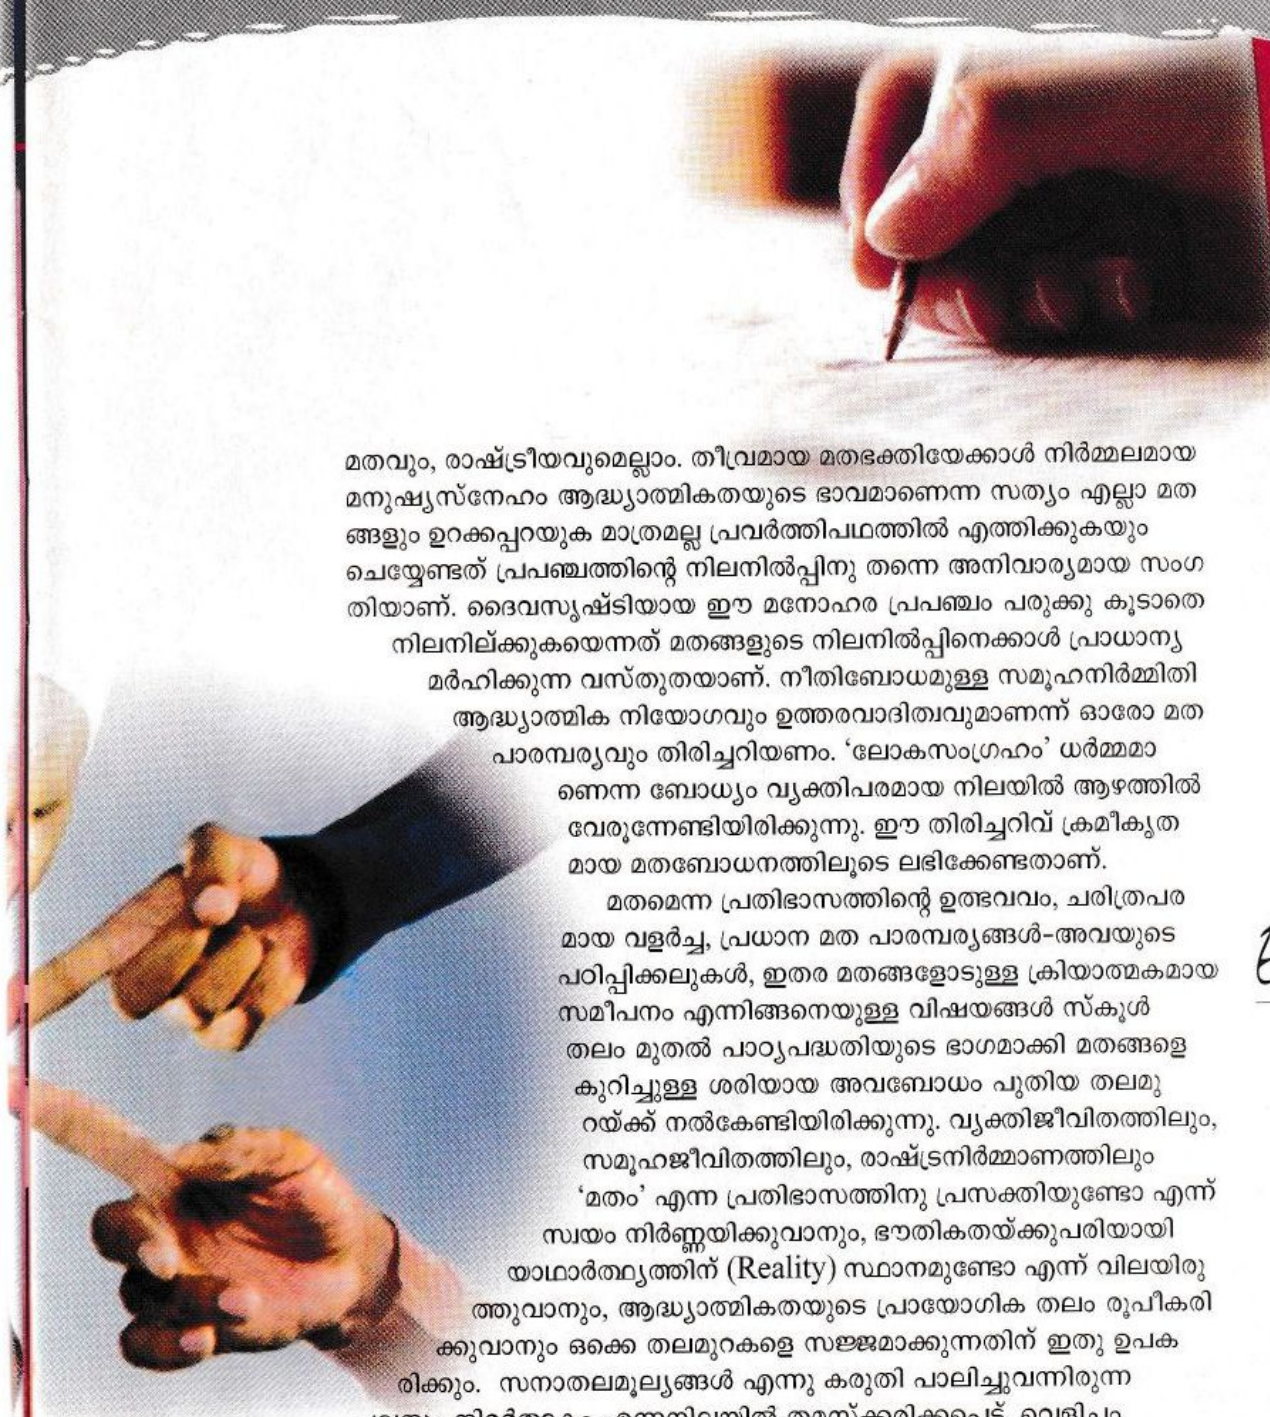 മതവും, രാഷ്ട്രീയവുമെല്ലാം. തീവ്രമായ മതഭക്തിയേക്കാൾ നിർമ്മലമായ
മനുഷ്യസ്നേഹം ആദ്ധ്യാത്മികതയുടെ ഭാവമാണെന്ന സത്യം എല്ലാ മത
ങ്ങളും ഉറക്കപ്പറയുക മാത്രമല്ല പ്രവർത്തിപഥത്തിൽ എത്തിക്കുകയും
ചെയ്യേണ്ടത് പ്രപഞ്ചത്തിന്റെ നിലനിൽപ്പിനു തന്നെ അനിവാര്യമായ സംഗ
തിയാണ്. ദൈവസൃഷ്ടിയായ ഈ മനോഹര പ്രപഞ്ചം പരുക്കു കൂടാതെ
നിലനില്ക്കുകയെന്നത് മതങ്ങളുടെ നിലനിൽപ്പിനെക്കാൾ പ്രാധാന്യ
മർഹിക്കുന്ന വസ്തുതയാണ്. നീതിബോധമുള്ള സമൂഹനിർമ്മിതി
ആദ്ധ്യാത്മിക നിയോഗവും ഉത്തരവാദിത്വവുമാണന്ന് ഓരോ മത
പാരമ്പര്യവും തിരിച്ചറിയണം. ‘ലോകസംഗ്രഹം’ ധർമ്മമാ
ണെന്ന ബോധ്യം വ്യക്തിപരമായ നിലയിൽ ആഴത്തിൽ
വേരൂന്നേണ്ടിയിരിക്കുന്നു. ഈ തിരിച്ചറിവ് ക്രമീകൃത
മായ മതബോധനത്തിലൂടെ ലഭിക്കേണ്ടതാണ്.
മതമെന്ന പ്രതിഭാസത്തിന്റെ ഉത്ഭവവം, ചരിത്രപര
മായ വളർച്ച, പ്രധാന മത പാരമ്പര്യങ്ങൾ-അവയുടെ
പഠിപ്പിക്കലുകൾ, ഇതര മതങ്ങളോടുള്ള ക്രിയാത്മകമായ
സമീപനം എന്നിങ്ങനെയുള്ള വിഷയങ്ങൾ സ്കൂൾ
തലം മുതൽ പാഠ്യപദ്ധതിയുടെ ഭാഗമാക്കി മതങ്ങളെ
കുറിച്ചുള്ള ശരിയായ അവബോധം പുതിയ തലമു
റയ്ക്ക് നൽകേണ്ടിയിരിക്കുന്നു. വ്യക്തിജീവിതത്തിലും,
സമൂഹജീവിതത്തിലും, രാഷ്ട്രനിർമ്മാണത്തിലും
‘മതം’ എന്ന പ്രതിഭാസത്തിനു പ്രസക്തിയുണ്ടോ എന്ന്
സ്വയം നിർണ്ണയിക്കുവാനും, ഭൗതികതയ്ക്കുപരിയായി
യാഥാർത്ഥ്യത്തിന് (Reality) സ്ഥാനമുണ്ടോ എന്ന് വിലയിരു
ത്തുവാനും, ആദ്ധ്യാത്മികതയുടെ പ്രായോഗിക തലം രൂപീകരി
ക്കുവാനും ഒക്കെ തലമുറകളെ സജ്ജമാക്കുന്നതിന് ഇതു ഉപക
രിക്കും. സനാതലമൂല്യങ്ങൾ എന്നു കരുതി പാലിച്ചുവന്നിരുന്ന